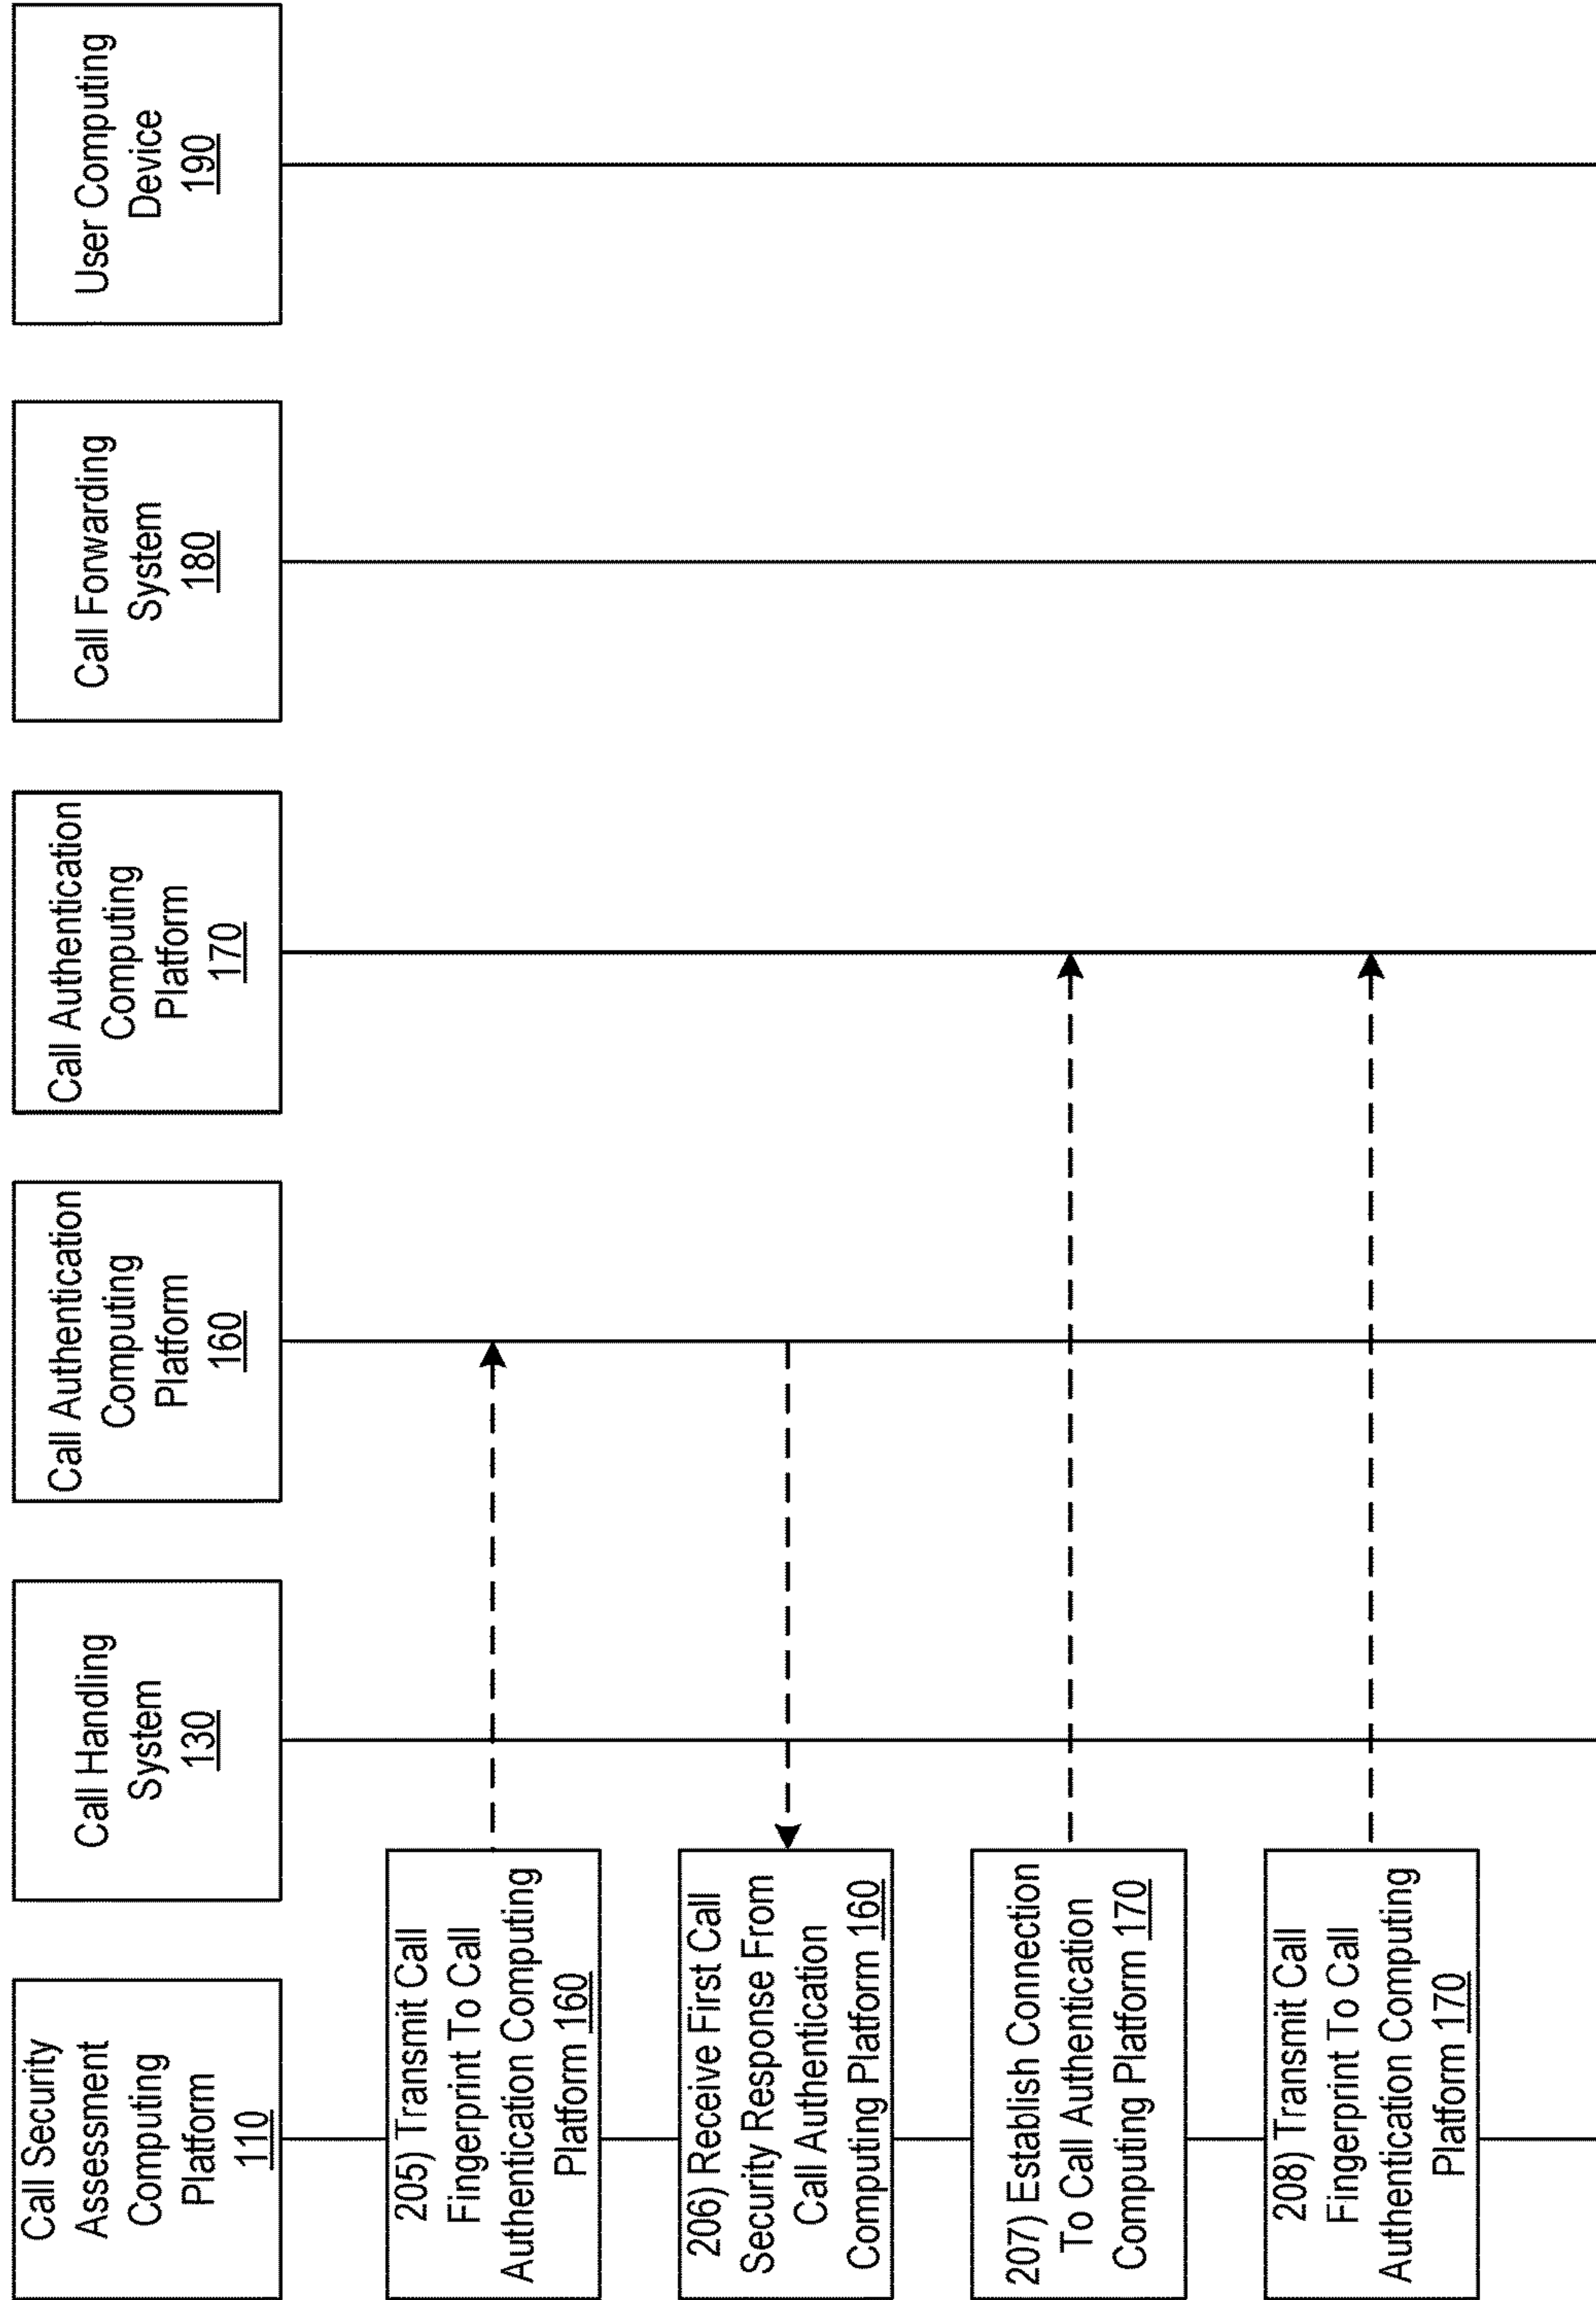 Call Security
Assessment
Computing
Platform
110
Call Handling
System
130
Call Authentication
Computing
Platform
160
Call Authentication
Computing
Platform
170
Call Forwarding
System
180
User Computing
Device
190
205) Transmit Call
Fingerprint To Call
Authentication Computing
Platform 160
206) Receive First Call
Security Response From
Call Authentication
Computing Platform 160
207) Establish Connection
To Call Authentication
Computing Platform 170
208) Transmit Call
Fingerprint To Call
Authentication Computing
Platform 170